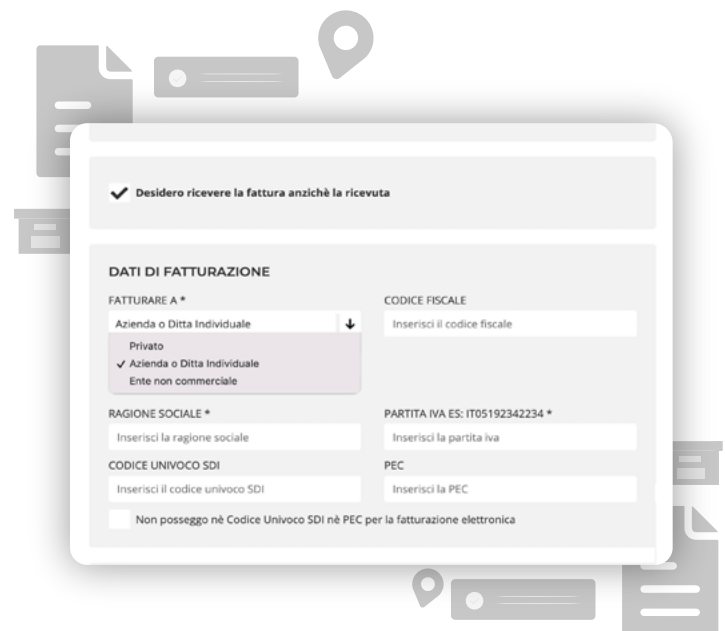 Desidero ricevere la fattura anzichè la ricevuta
DATI DI FATTURAZIONE
FATTURARE A *
CODICE FISCALE
Azienda o Ditta Individuale
Inserisci il codice fiscale
Privato
Azienda o Ditta Individuale
Ente non commerciale
RAGIONE SOCIALE *
PARTITA IVA ES: IT05192342234 *
Inserisci la ragione sociale
Inserisci la partita iva
CODICE UNIVOCO SDI
PEC
Inserisci il codice univoco SDI
Inserisci la PEC
Non posseggo nè Codice Univoco SDI nè PEC per la fatturazione elettronica